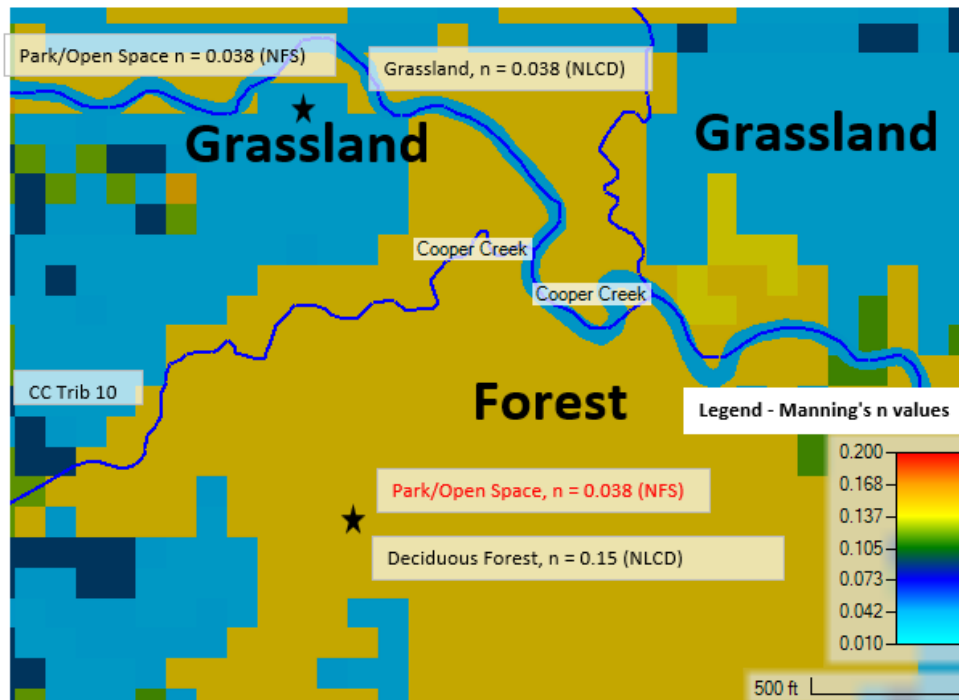 Park/Open Space n = 0.038 (NFS)
Grassland, n = 0.038 (NLCD)
Grassland
Grassland
Cooper Creek
Cooper Creek
CC Trib 10
Forest
Legend - Manning's n values
Park/Open Space, n = 0.038 (NFS)
Deciduous Forest, n = 0.15 (NLCD)
0.200
0.168
0.137
0.105
0.073
0.042
0.010
500 ft